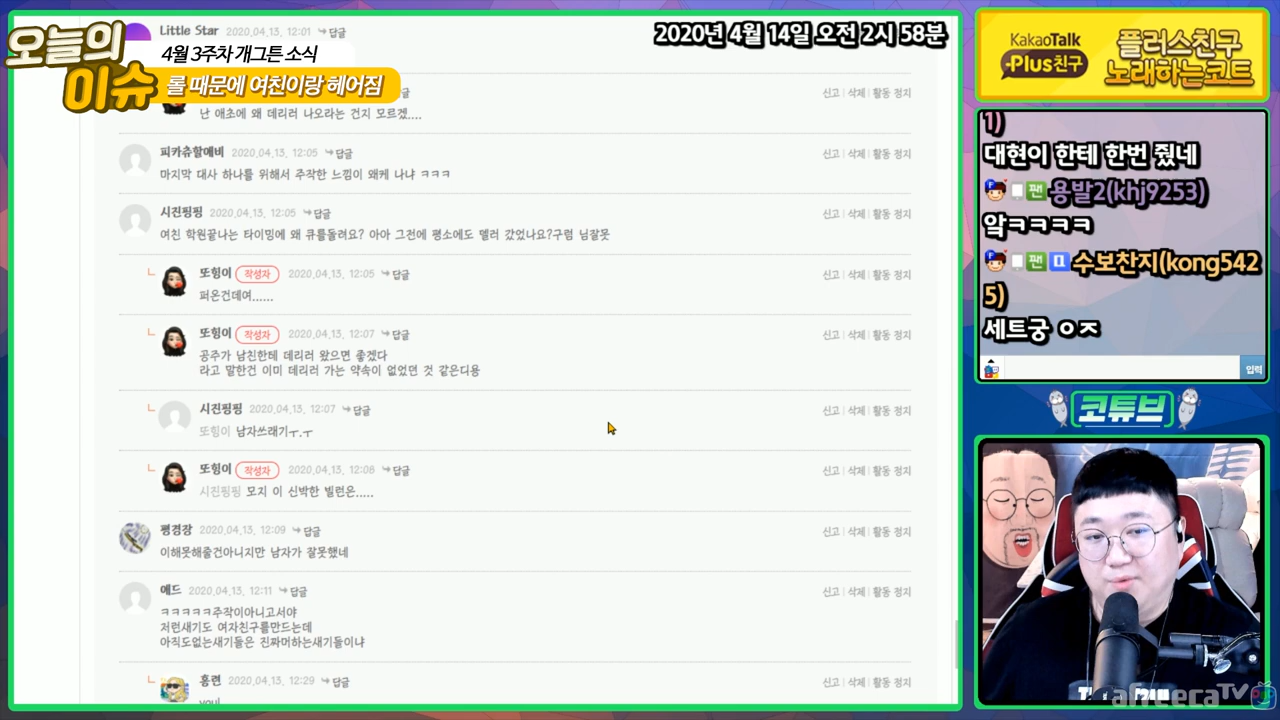 오늘의
이슈
4월 3주차 개그튼 소식
롤 때문에 여친이랑 헤어짐
2020년 4월 14일 오전 2시 58분
Little Star 2020.04.13. 12:01 답글
글
신고 | 삭제 | 활동 정지
난 애초에 왜 데리러 나오라는 건지 모르겠....
피카츄할메비 2020.04.13. 12:05 답글
신고 | 삭제 | 활동 정지
마지막 대사 하나를 위해서 주작한 느낌이 왜케 나냐 ㅋㅋㅋ
시진핑핑 2020.04.13. 12:05 답글
신고 | 삭제 | 활동 정지
여친 학원끝나는 타이밍에 왜 큐를돌려요? 아마 그전에 평소에도 델러 갔었나요?구럼 님잘못
또힝이 작성자 2020.04.13. 12:05 답글
신고 | 삭제 | 활동 정지
퍼온건데여......
또힝이 작성자 2020.04.13. 12:07 답글
신고 | 삭제 | 활동 정지
공주가 남친한테 데리러 왔으면 좋겠다
라고 말한건 이미 데리러 가는 약속이 없었던 것 같은디용
시진핑핑 2020.04.13. 12:07 답글
신고 | 삭제 | 활동 정지
또힝이 남자쓰래기ㅜ.ㅜ
또힝이 작성자 2020.04.13. 12:08 답글
신고 | 삭제 | 활동 정지
시진핑핑 모지 이 신박한 빌런은.....
평경장 2020.04.13. 12:09 답글
신고 | 삭제 | 활동 정지
이해못해줄건아니지만 남자가 잘못했네
에드 2020.04.13. 12:11 답글
신고 | 삭제 | 활동 정지
ㅋㅋㅋㅋㅋ주작이아니고서야
저런새기도 여자친구를만드는데
아직도없는새기들은 진짜머하는새기들이냐
홍련 2020.04.13. 12:29 답글
신고 | 삭제 | 활동 정지
KakaoTalk
Plus친구
플러스친구
노래하는코트
1)
대현이 한테 한번 줬네
팬 용발2(khj9253)
앜ㅋㅋㅋㅋ
팬 수보찬지(kong542
5)
세트궁 ㅇㅈ
입력
코튜브
afreecaTV